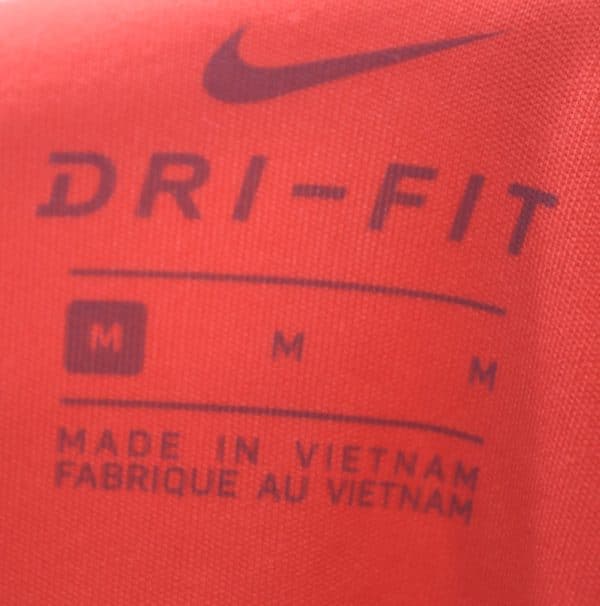 DRI-FIT
M M M
MADE IN VIETNAM
FABRIQUE AU VIETNAM